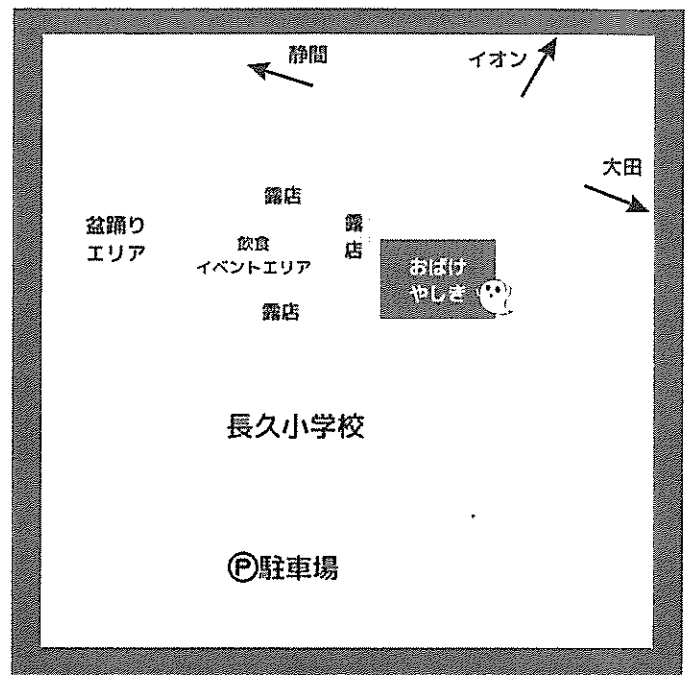 静間
イオン
大田
露店
盆踊り
エリア
露店
飲食
イベントエリア
おばけ
やしき
露店
長久小学校
Ⓟ駐車場